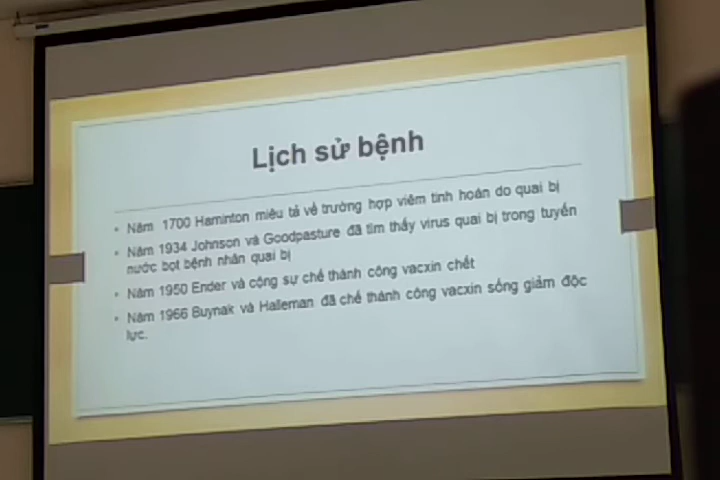 Lịch sử bệnh
• Năm 1700 Haminton miêu tả về trường hợp viêm tinh hoàn do quai bị
• Năm 1934 Johnson và Goodpasture đã tìm thấy virus quai bị trong tuyến
nước bọt bệnh nhân quai bị
• Năm 1950 Ender và cộng sự chế thành công vacxin chết
• Năm 1966 Buynak và Halleman đã chế thành công vacxin sống giảm độc
lực.